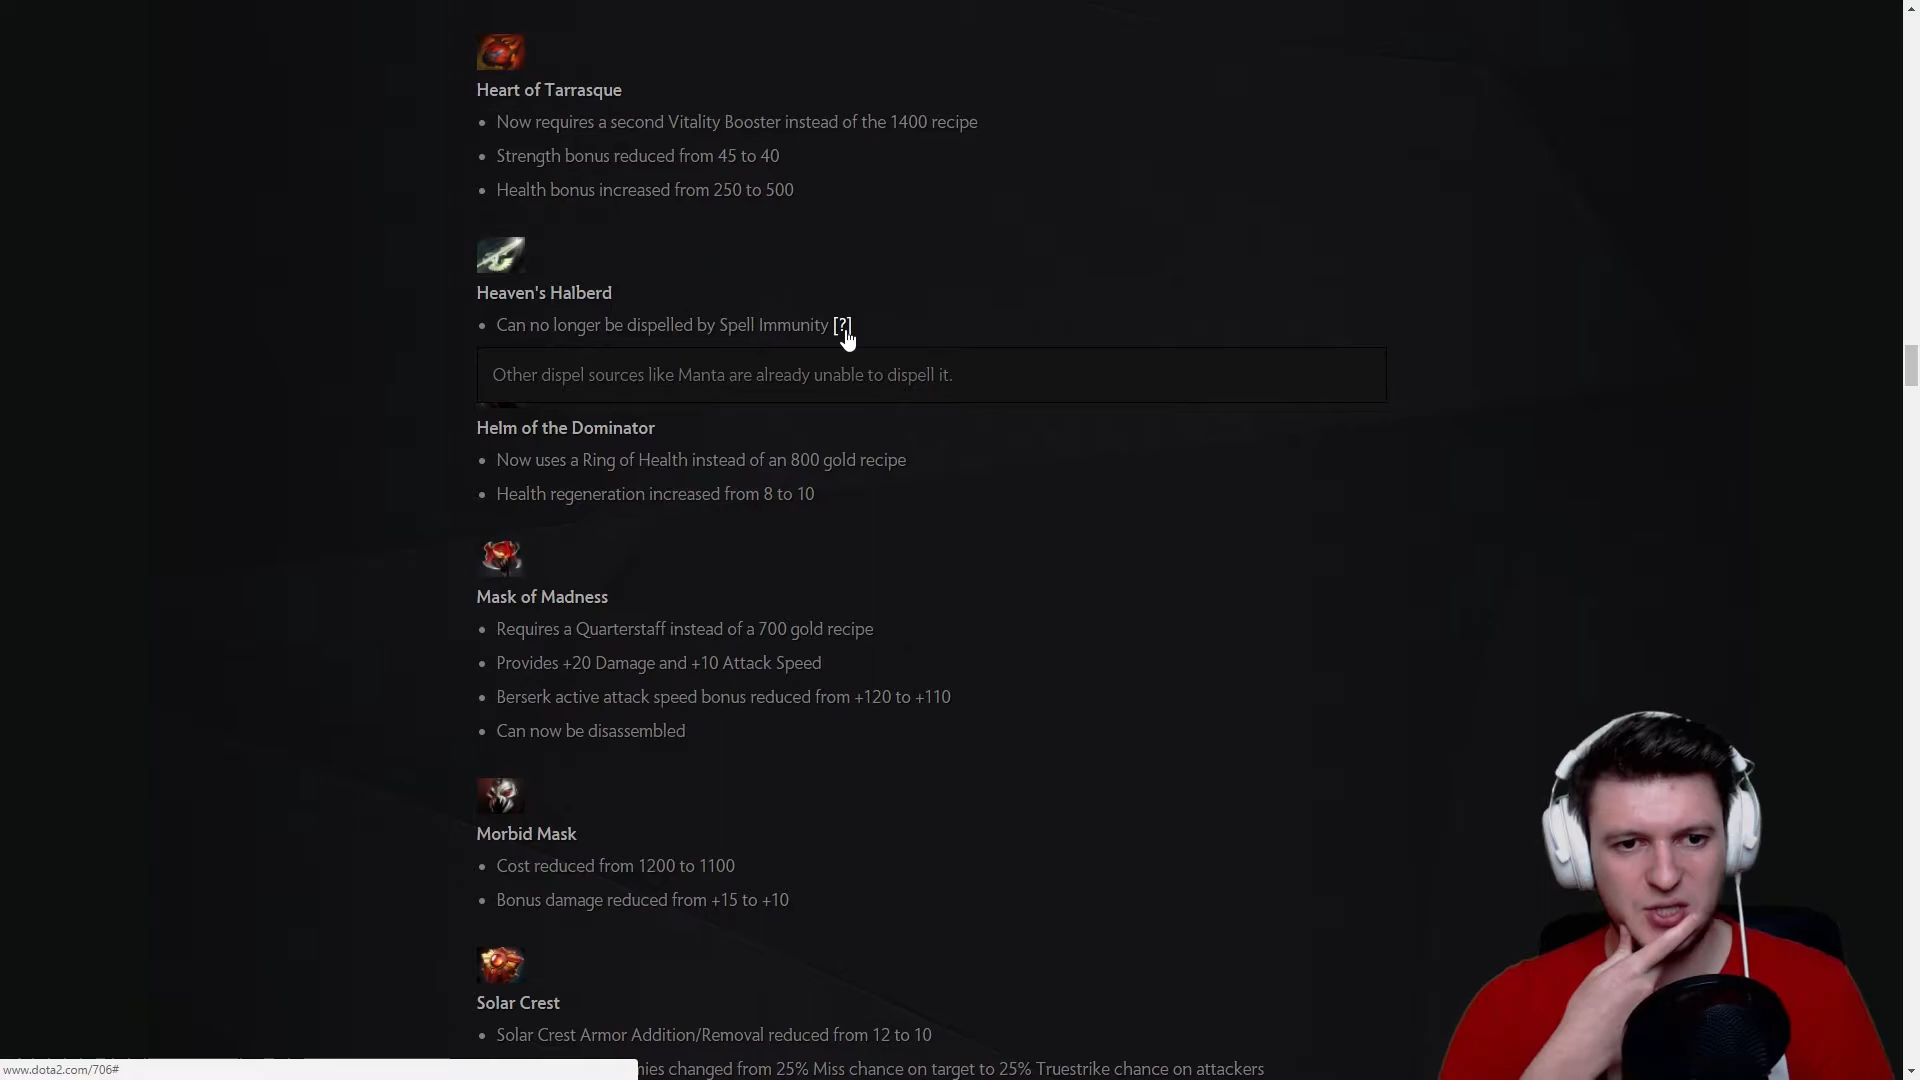 Heart of Tarrasque
Now requires a second Vitality Booster instead of the 1400 recipe
Strength bonus reduced from 45 to 40
Health bonus increased from 250 to 500
Heaven's Halberd
Can no longer be dispelled by Spell Immunity [?]
Other dispel sources like Manta are already unable to dispell it.
Helm of the Dominator
Now uses a Ring of Health instead of an 800 gold recipe
Health regeneration increased from 8 to 10
Mask of Madness
Requires a Quarterstaff instead of a 700 gold recipe
Provides +20 Damage and +10 Attack Speed
Berserk active attack speed bonus reduced from +120 to +110
Can now be disassembled
Morbid Mask
Cost reduced from 1200 to 1100
Bonus damage reduced from +15 to +10
Solar Crest
Solar Crest Armor Addition/Removal reduced from 12 to 10
changed from 25% Miss chance on target to 25% Truestrike chance on attackers
www.dota2.com/706#